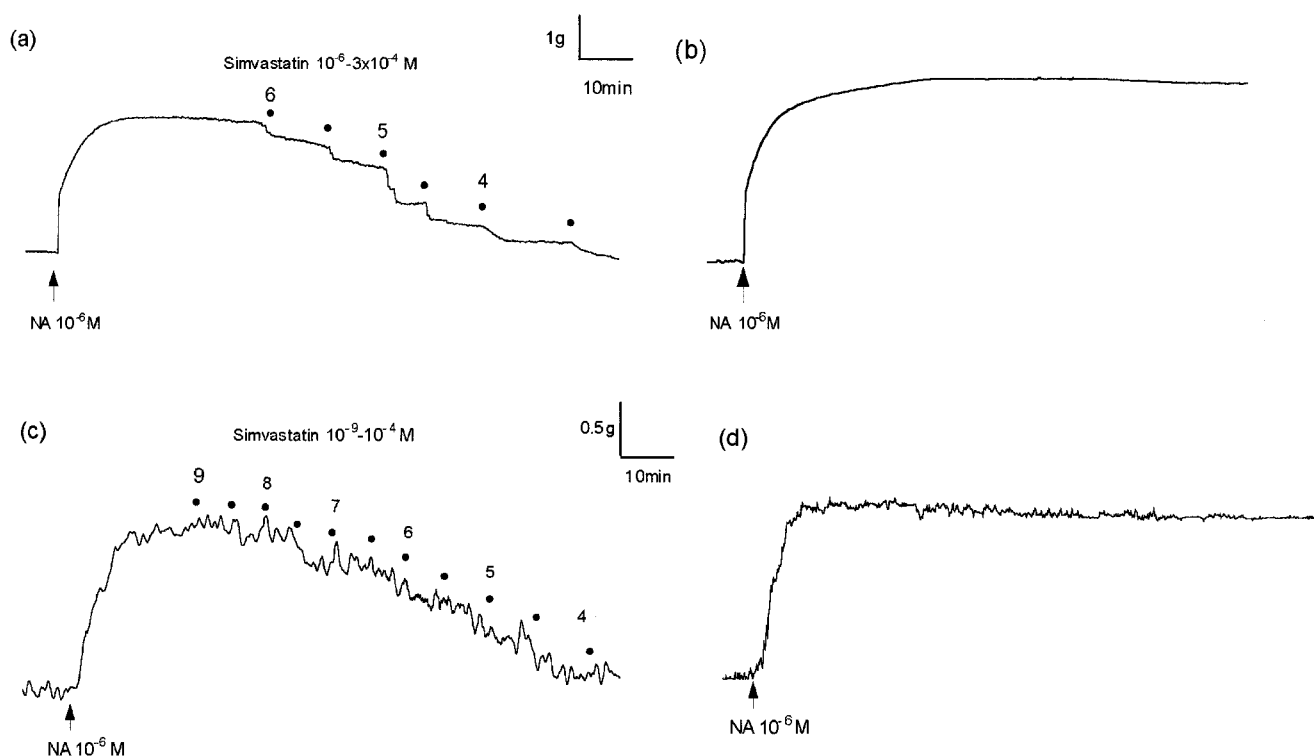 (a)
Simvastatin 10⁻⁶-3x10⁻⁴ M
1g
10min
6
5
4
NA 10⁻⁶M
(b)
NA 10⁻⁶M
(c)
Simvastatin 10⁻⁹-10⁻⁴ M
0.5g
10min
9
8
7
6
5
4
NA 10⁻⁶ M
(d)
NA 10⁻⁶ M